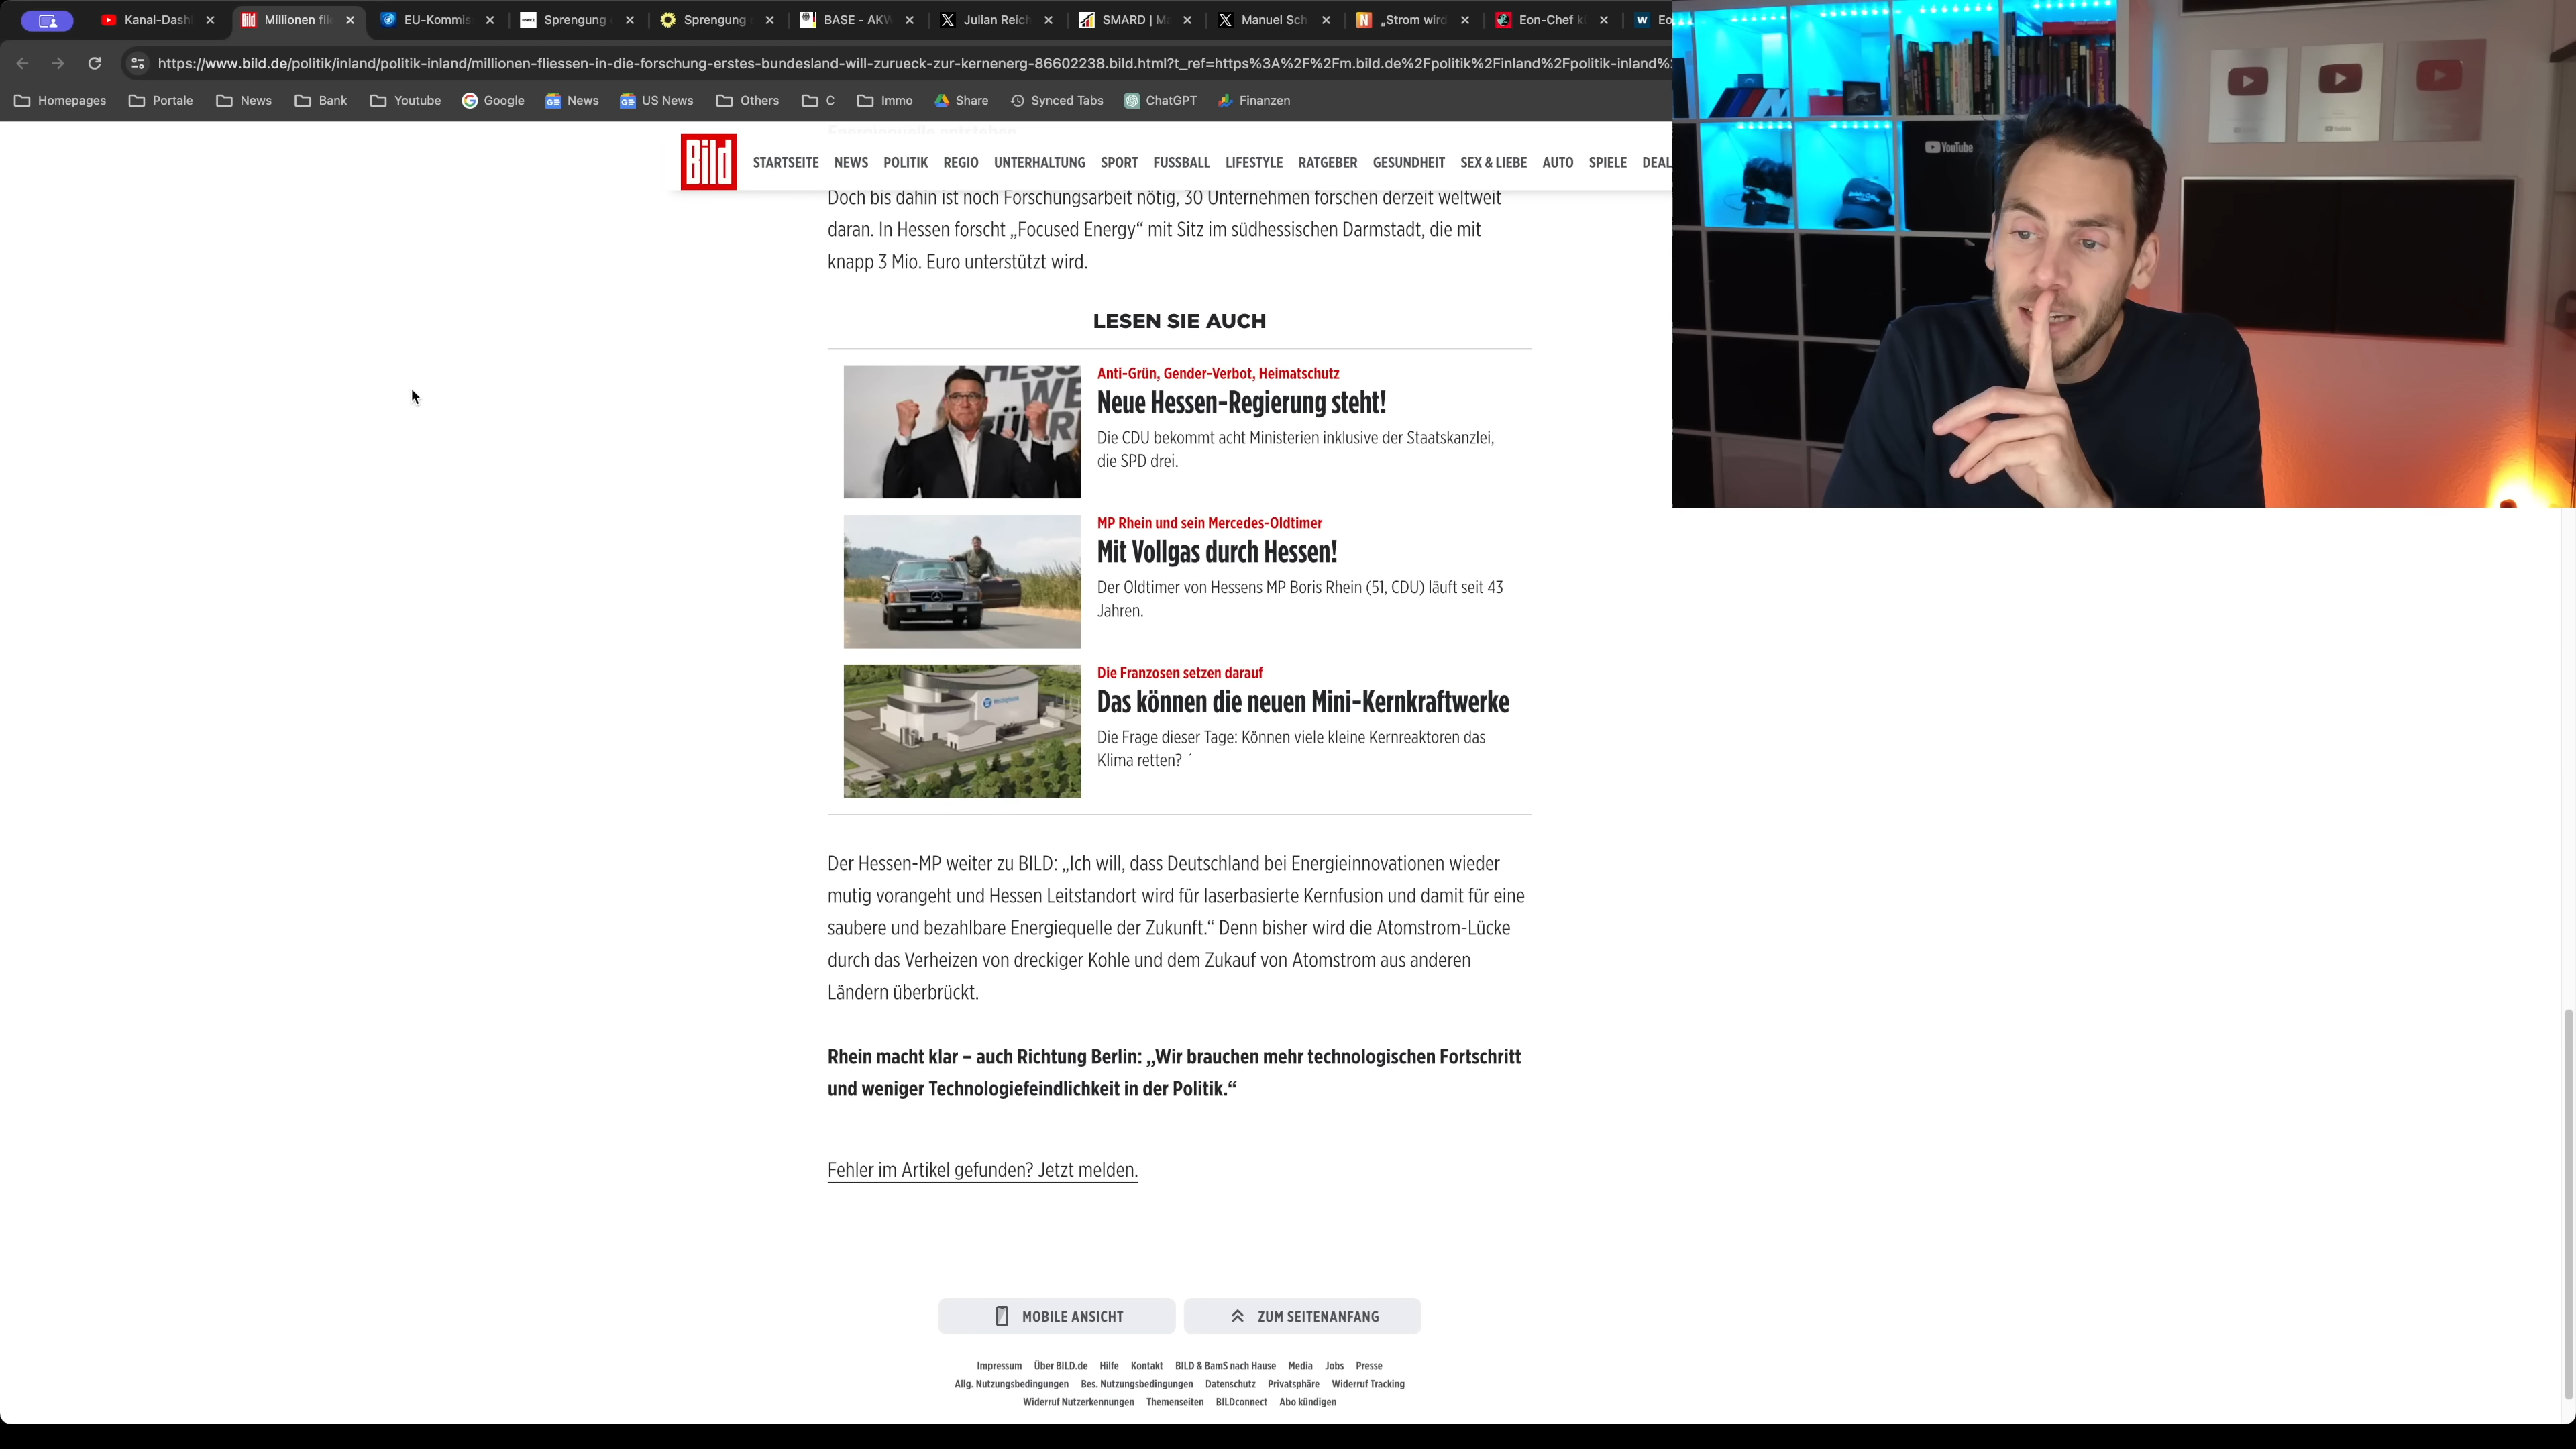 Kanal-Dash
Millionen fli
EU-Kommis
Sprengung
Sprengung
BASE - AKW
Julian Reich
SMARD | Ma
Manuel Sch
„Strom wird
Eon-Chef k
Eo
https://www.bild.de/politik/inland/politik-inland/millionen-fliessen-in-die-forschung-erstes-bundesland-will-zurueck-zur-kernenerg-86602238.bild.html?t_ref=https%3A%2F%2Fm.bild.de%2Fpolitik%2Finland%2Fpolitik-inland%2
Homepages Portale News Bank Youtube Google News US News Others C Immo Share Synced Tabs ChatGPT Finanzen
YouTube
Bild
STARTSEITE NEWS POLITIK REGIO UNTERHALTUNG SPORT FUSSBALL LIFESTYLE RATGEBER GESUNDHEIT SEX & LIEBE AUTO SPIELE DEAL
Doch bis dahin ist noch Forschungsarbeit nötig, 30 Unternehmen forschen derzeit weltweit
daran. In Hessen forscht „Focused Energy“ mit Sitz im südhessischen Darmstadt, die mit
knapp 3 Mio. Euro unterstützt wird.
LESEN SIE AUCH
Anti-Grün, Gender-Verbot, Heimatschutz
Neue Hessen-Regierung steht!
Die CDU bekommt acht Ministerien inklusive der Staatskanzlei,
die SPD drei.
MP Rhein und sein Mercedes-Oldtimer
Mit Vollgas durch Hessen!
Der Oldtimer von Hessens MP Boris Rhein (51, CDU) läuft seit 43
Jahren.
Die Franzosen setzen darauf
Das können die neuen Mini-Kernkraftwerke
Die Frage dieser Tage: Können viele kleine Kernreaktoren das
Klima retten? ´
Der Hessen-MP weiter zu BILD: „Ich will, dass Deutschland bei Energieinnovationen wieder
mutig vorangeht und Hessen Leitstandort wird für laserbasierte Kernfusion und damit für eine
saubere und bezahlbare Energiequelle der Zukunft.“ Denn bisher wird die Atomstrom-Lücke
durch das Verheizen von dreckiger Kohle und dem Zukauf von Atomstrom aus anderen
Ländern überbrückt.
Rhein macht klar – auch Richtung Berlin: „Wir brauchen mehr technologischen Fortschritt
und weniger Technologiefeindlichkeit in der Politik.“
Fehler im Artikel gefunden? Jetzt melden.
MOBILE ANSICHT
ZUM SEITENANFANG
Impressum Über BILD.de Hilfe Kontakt BILD & BamS nach Hause Media Jobs Presse
Allg. Nutzungsbedingungen Bes. Nutzungsbedingungen Datenschutz Privatsphäre Widerruf Tracking
Widerruf Nutzerkennungen Themenseiten BILDconnect Abo kündigen